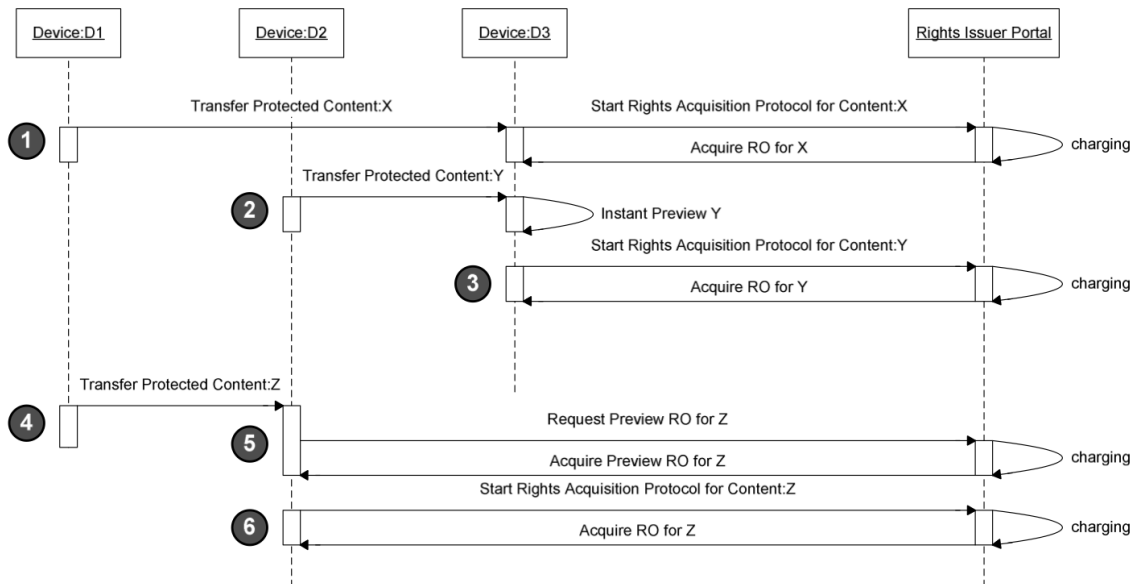 Device:D1
Device:D2
Device:D3
Rights Issuer Portal
Transfer Protected Content:X
Start Rights Acquisition Protocol for Content:X
1
Acquire RO for X
charging
Transfer Protected Content:Y
2
Instant Preview Y
Start Rights Acquisition Protocol for Content:Y
3
Acquire RO for Y
charging
Transfer Protected Content:Z
4
Request Preview RO for Z
5
Acquire Preview RO for Z
charging
Start Rights Acquisition Protocol for Content:Z
6
Acquire RO for Z
charging